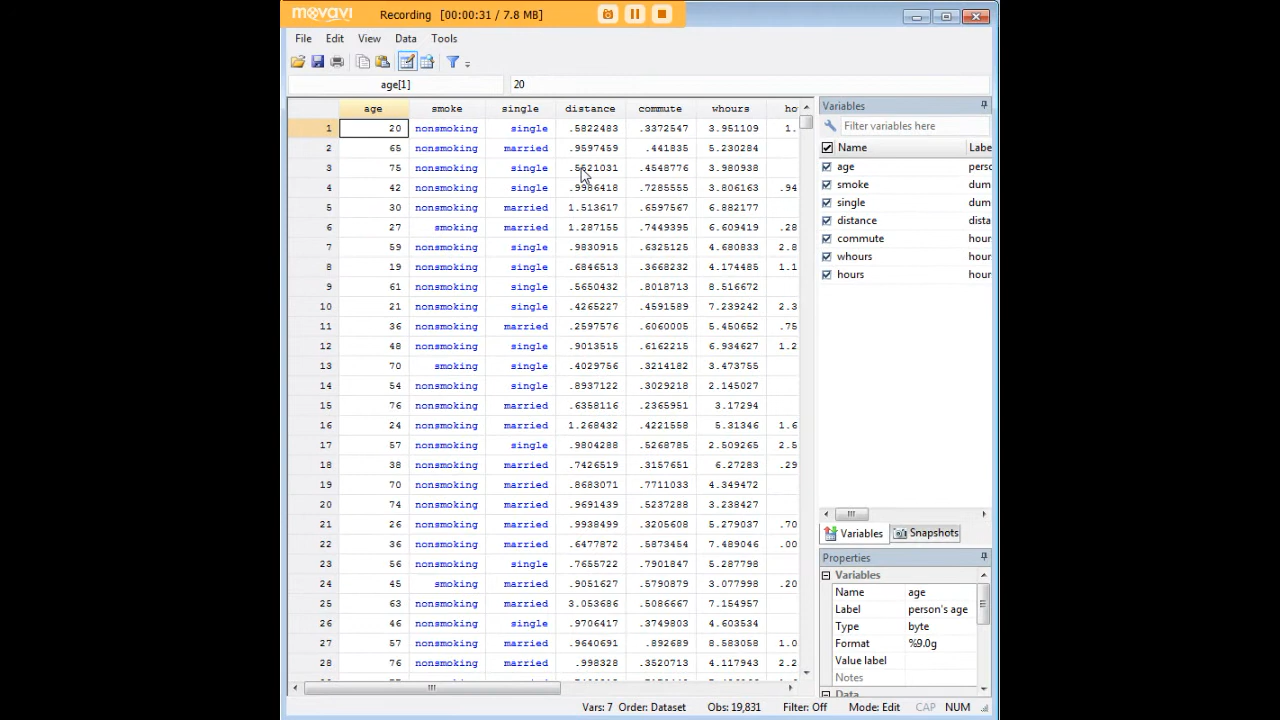 movavi Recording [00:00:31 / 7.8 MB]
File Edit View Data Tools
age[1] 20
age smoke single distance commute whours ho
1 20 nonsmoking single .5822483 .3372547 3.951109 1.
2 65 nonsmoking married .9597459 .441835 5.230284
3 75 nonsmoking single .5621031 .4548776 3.980938
4 42 nonsmoking single .9986418 .7285555 3.806163 .94
5 30 nonsmoking married 1.513617 .6597567 6.882177
6 27 smoking married 1.287155 .7449395 6.609419 .28
7 59 nonsmoking single .9830915 .6325125 4.680833 2.8
8 19 nonsmoking single .6846513 .3668232 4.174485 1.1
9 61 nonsmoking single .5650432 .8018713 8.516672
10 21 nonsmoking single .4265227 .4591589 7.239242 2.3
11 36 nonsmoking married .2597576 .6060005 5.450652 .75
12 48 nonsmoking single .9013515 .6162215 6.934627 1.2
13 70 smoking single .4029756 .3214182 3.473755
14 54 nonsmoking single .8937122 .3029218 2.145027
15 76 nonsmoking married .6358116 .2365951 3.17294
16 24 nonsmoking married 1.268432 .4221558 5.31346 1.6
17 57 nonsmoking single .9804288 .5268785 2.509265 2.5
18 38 nonsmoking married .7426519 .3157651 6.27283 .29
19 70 nonsmoking married .8683071 .7711033 4.349472
20 74 nonsmoking married .9691439 .5237288 3.238427
21 26 nonsmoking married .9938499 .3205608 5.279037 .70
22 36 nonsmoking married .6477872 .5873454 7.489046 .00
23 56 nonsmoking single .7655722 .7901847 5.287798
24 45 smoking married .9051627 .5790879 3.077998 .20
25 63 nonsmoking married 3.053686 .5086667 7.154957
26 46 nonsmoking single .9706417 .3749803 4.603534
27 57 nonsmoking married .9640691 .892689 8.583058 1.0
28 76 nonsmoking married .998328 .3520713 4.117943 2.2
Variables
Filter variables here
Name Labe
age perso
smoke dum
single dum
distance dista
commute hour
whours hour
hours hour
Variables Snapshots
Properties
Variables
Name age
Label person's age
Type byte
Format %9.0g
Value label
Notes
Data
Vars: 7 Order: Dataset Obs: 19,831 Filter: Off Mode: Edit CAP NUM